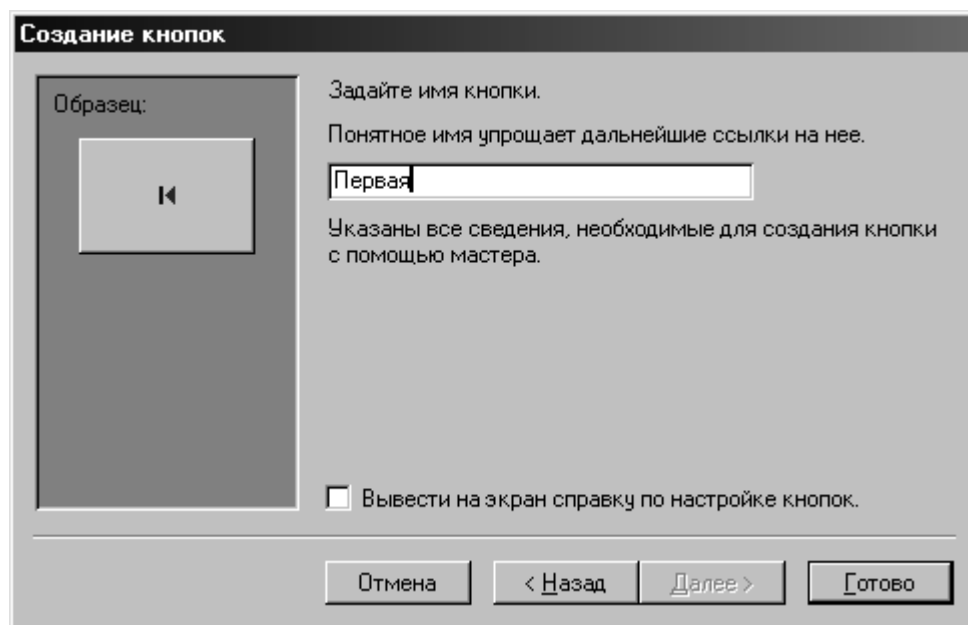 Создание кнопок
Образец:
Задайте имя кнопки.
Понятное имя упрощает дальнейшие ссылки на нее.
Первая
Указаны все сведения, необходимые для создания кнопки
с помощью мастера.
Вывести на экран справку по настройке кнопок.
Отмена
< Назад
Далее >
Готово